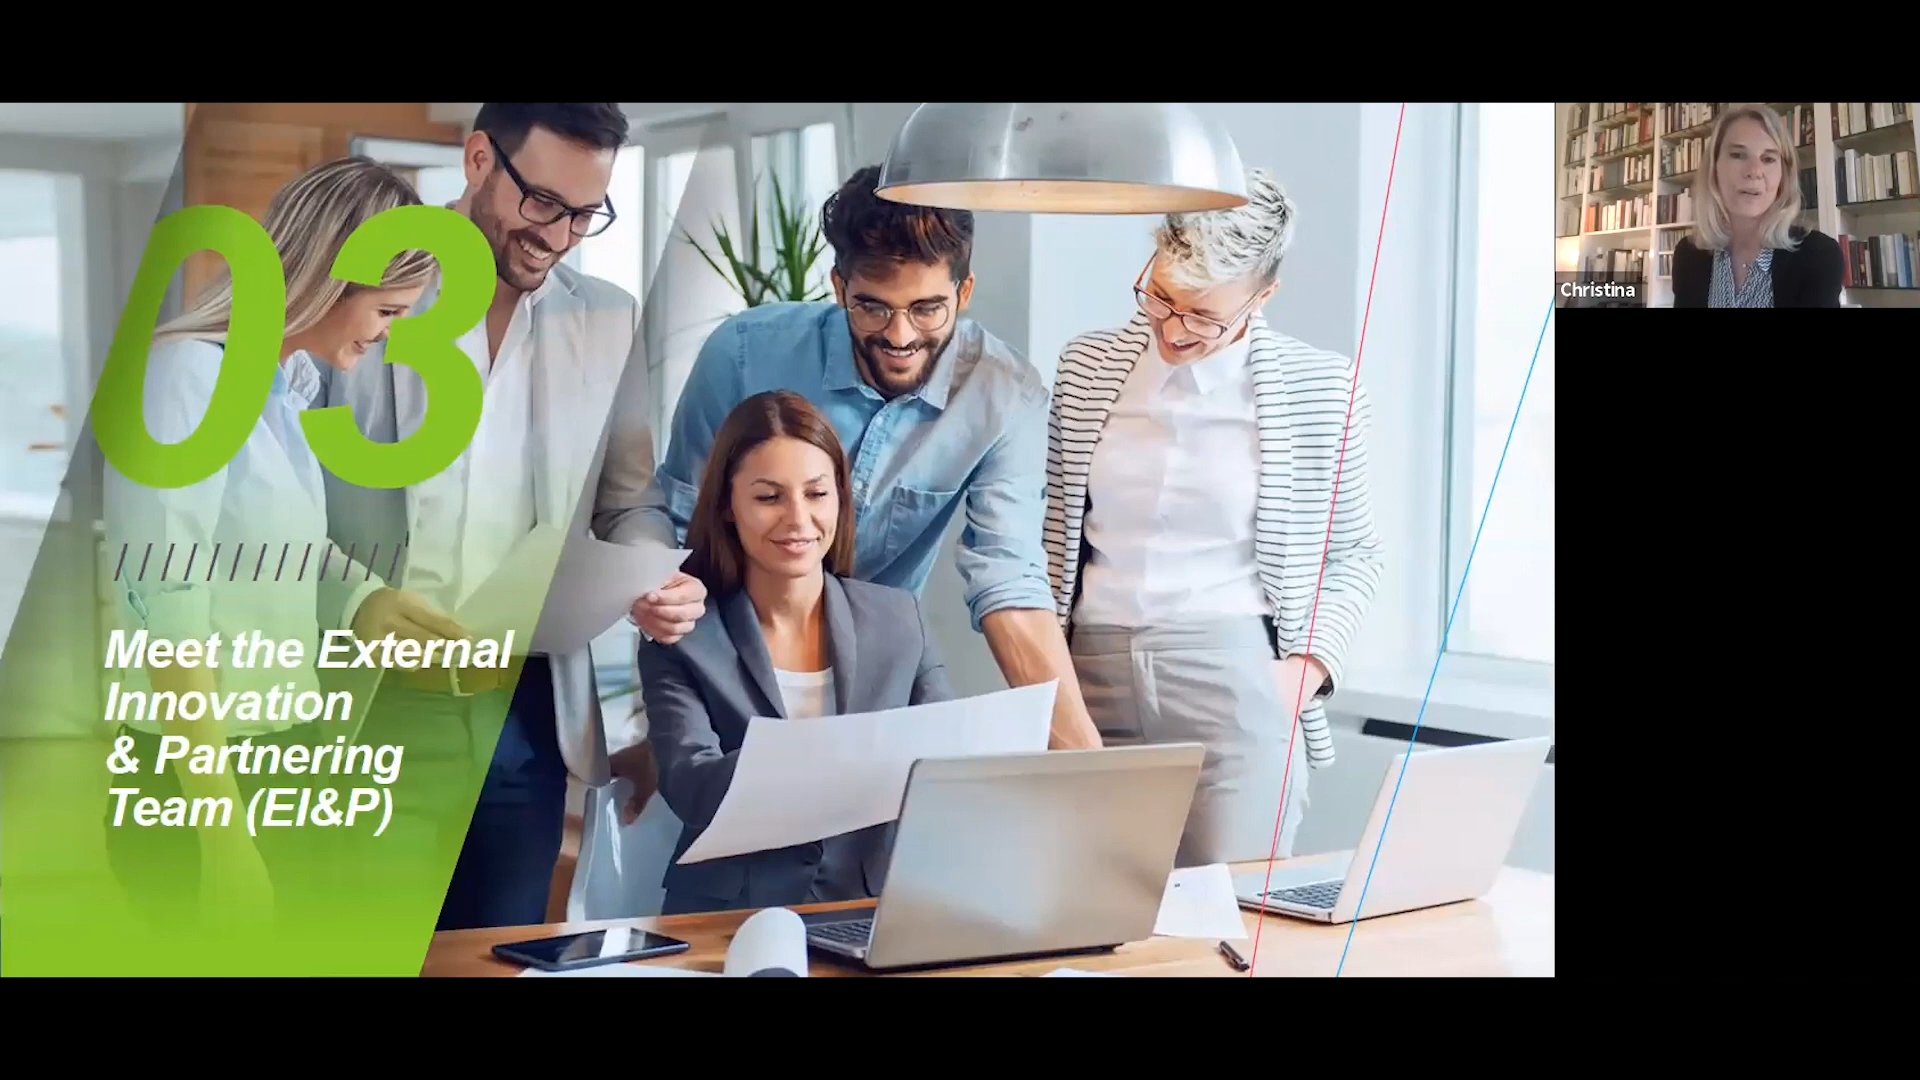 03
Meet the External
Innovation
& Partnering
Team (EI&P)
Christina